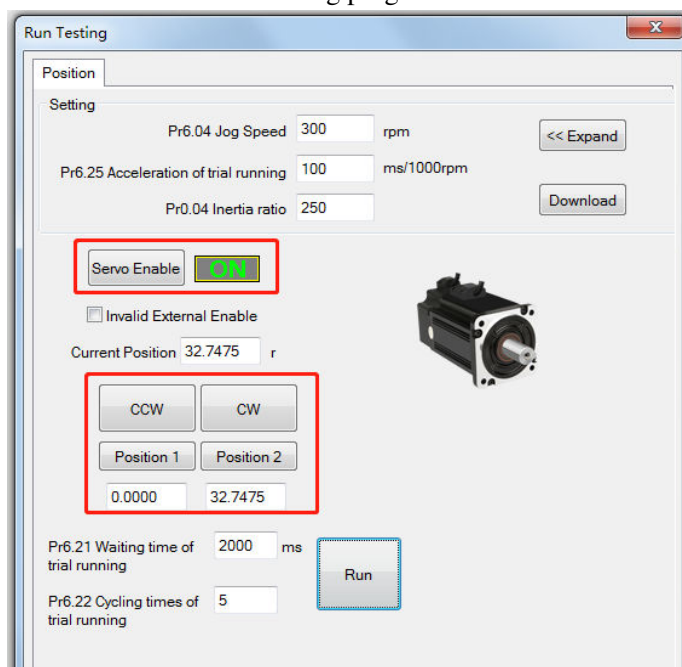 Run Testing
Position
Setting
Pr6.04 Jog Speed 300 rpm
<< Expand
Pr6.25 Acceleration of trial running 100 ms/1000rpm
Pr0.04 Inertia ratio 250
Download
Servo Enable ON
Invalid External Enable
Current Position 32.7475 r
CCW CW
Position 1 Position 2
0.0000 32.7475
Pr6.21 Waiting time of
trial running
2000 ms
Run
Pr6.22 Cycling times of
trial running
5